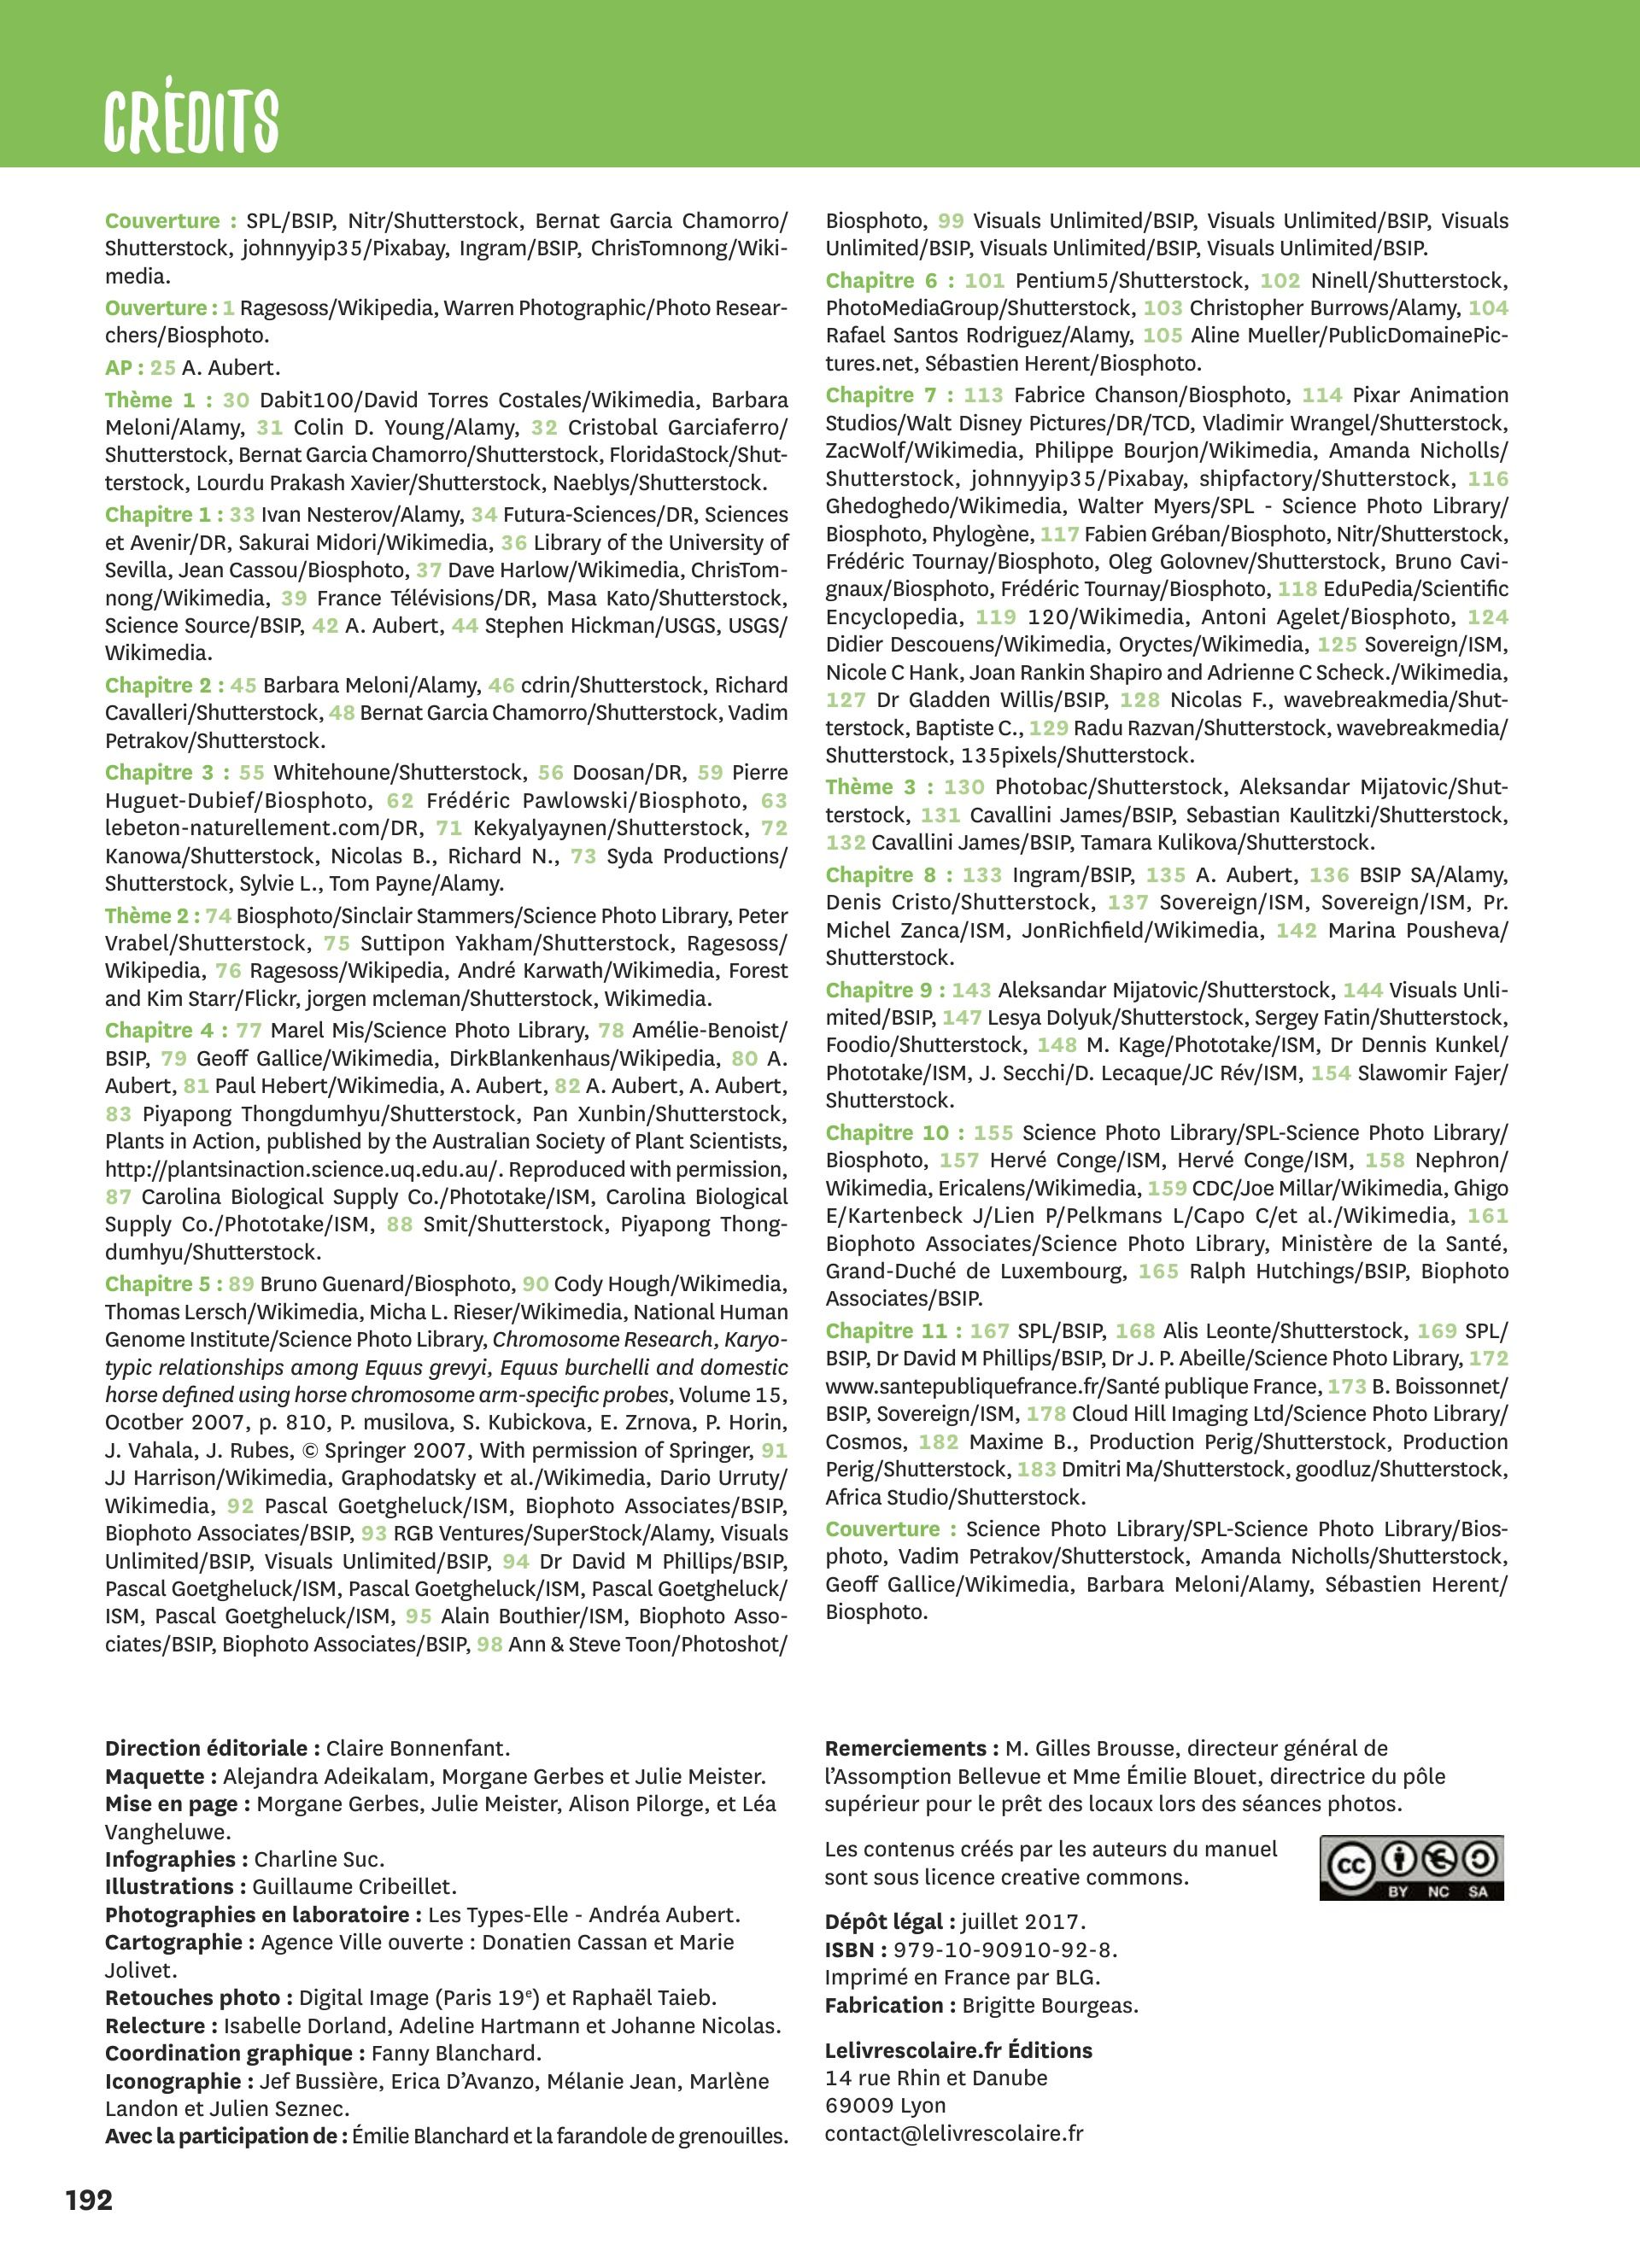 CRÉDITS
Couverture : SPL/BSIP, Nitr/Shutterstock, Bernat Garcia Chamorro/
Shutterstock, johnnyyip35/Pixabay, Ingram/BSIP, ChrisTomnong/Wiki-
media.
Ouverture : 1 Ragesoss/Wikipedia, Warren Photographic/Photo Resear-
chers/Biosphoto.
AP : 25 A. Aubert.
Thème 1 : 30 Dabit100/David Torres Costales/Wikimedia, Barbara
Meloni/Alamy, 31 Colin D. Young/Alamy, 32 Cristobal Garciaferro/
Shutterstock, Bernat Garcia Chamorro/Shutterstock, FloridaStock/Shut-
terstock, Lourdu Prakash Xavier/Shutterstock, Naeblys/Shutterstock.
Chapitre 1 : 33 Ivan Nesterov/Alamy, 34 Futura-Sciences/DR, Sciences
et Avenir/DR, Sakurai Midori/Wikimedia, 36 Library of the University of
Sevilla, Jean Cassou/Biosphoto, 37 Dave Harlow/Wikimedia, ChrisTom-
nong/Wikimedia, 39 France Télévisions/DR, Masa Kato/Shutterstock,
Science Source/BSIP, 42 A. Aubert, 44 Stephen Hickman/USGS, USGS/
Wikimedia.
Chapitre 2 : 45 Barbara Meloni/Alamy, 46 cdrin/Shutterstock, Richard
Cavalleri/Shutterstock, 48 Bernat Garcia Chamorro/Shutterstock, Vadim
Petrakov/Shutterstock.
Chapitre 3 : 55 Whitehoune/Shutterstock, 56 Doosan/DR, 59 Pierre
Huguet-Dubief/Biosphoto, 62 Frédéric Pawlowski/Biosphoto, 63
lebeton-naturellement.com/DR, 71 Kekyalyaynen/Shutterstock, 72
Kanowa/Shutterstock, Nicolas B., Richard N., 73 Syda Productions/
Shutterstock, Sylvie L., Tom Payne/Alamy.
Thème 2 : 74 Biosphoto/Sinclair Stammers/Science Photo Library, Peter
Vrabel/Shutterstock, 75 Suttipon Yakham/Shutterstock, Ragesoss/
Wikipedia, 76 Ragesoss/Wikipedia, André Karwath/Wikimedia, Forest
and Kim Starr/Flickr, jorgen mcleman/Shutterstock, Wikimedia.
Chapitre 4 : 77 Marel Mis/Science Photo Library, 78 Amélie-Benoist/
BSIP, 79 Geoff Gallice/Wikimedia, DirkBlankenhaus/Wikipedia, 80 A.
Aubert, 81 Paul Hebert/Wikimedia, A. Aubert, 82 A. Aubert, A. Aubert,
83 Piyapong Thongdumhyu/Shutterstock, Pan Xunbin/Shutterstock,
Plants in Action, published by the Australian Society of Plant Scientists,
http://plantsinaction.science.uq.edu.au/. Reproduced with permission,
87 Carolina Biological Supply Co./Phototake/ISM, Carolina Biological
Supply Co./Phototake/ISM, 88 Smit/Shutterstock, Piyapong Thong-
dumhyu/Shutterstock.
Chapitre 5 : 89 Bruno Guenard/Biosphoto, 90 Cody Hough/Wikimedia,
Thomas Lersch/Wikimedia, Micha L. Rieser/Wikimedia, National Human
Genome Institute/Science Photo Library, Chromosome Research, Karyo-
typic relationships among Equus grevyi, Equus burchelli and domestic
horse defined using horse chromosome arm-specific probes, Volume 15,
Ocotber 2007, p. 810, P. musilova, S. Kubickova, E. Zrnova, P. Horin,
J. Vahala, J. Rubes, © Springer 2007, With permission of Springer, 91
JJ Harrison/Wikimedia, Graphodatsky et al./Wikimedia, Dario Urruty/
Wikimedia, 92 Pascal Goetgheluck/ISM, Biophoto Associates/BSIP,
Biophoto Associates/BSIP, 93 RGB Ventures/SuperStock/Alamy, Visuals
Unlimited/BSIP, Visuals Unlimited/BSIP, 94 Dr David M Phillips/BSIP,
Pascal Goetgheluck/ISM, Pascal Goetgheluck/ISM, Pascal Goetgheluck/
ISM, Pascal Goetgheluck/ISM, 95 Alain Bouthier/ISM, Biophoto Asso-
ciates/BSIP, Biophoto Associates/BSIP, 98 Ann & Steve Toon/Photoshot/
Biosphoto, 99 Visuals Unlimited/BSIP, Visuals Unlimited/BSIP, Visuals
Unlimited/BSIP, Visuals Unlimited/BSIP, Visuals Unlimited/BSIP.
Chapitre 6 : 101 Pentium5/Shutterstock, 102 Ninell/Shutterstock,
PhotoMediaGroup/Shutterstock, 103 Christopher Burrows/Alamy, 104
Rafael Santos Rodriguez/Alamy, 105 Aline Mueller/PublicDomainePic-
tures.net, Sébastien Herent/Biosphoto.
Chapitre 7 : 113 Fabrice Chanson/Biosphoto, 114 Pixar Animation
Studios/Walt Disney Pictures/DR/TCD, Vladimir Wrangel/Shutterstock,
ZacWolf/Wikimedia, Philippe Bourjon/Wikimedia, Amanda Nicholls/
Shutterstock, johnnyyip35/Pixabay, shipfactory/Shutterstock, 116
Ghedoghedo/Wikimedia, Walter Myers/SPL - Science Photo Library/
Biosphoto, Phylogène, 117 Fabien Gréban/Biosphoto, Nitr/Shutterstock,
Frédéric Tournay/Biosphoto, Oleg Golovnev/Shutterstock, Bruno Cavi-
gnaux/Biosphoto, Frédéric Tournay/Biosphoto, 118 EduPedia/Scientific
Encyclopedia, 119 120/Wikimedia, Antoni Agelet/Biosphoto, 124
Didier Descouens/Wikimedia, Oryctes/Wikimedia, 125 Sovereign/ISM,
Nicole C Hank, Joan Rankin Shapiro and Adrienne C Scheck./Wikimedia,
127 Dr Gladden Willis/BSIP, 128 Nicolas F., wavebreakmedia/Shut-
terstock, Baptiste C., 129 Radu Razvan/Shutterstock, wavebreakmedia/
Shutterstock, 135pixels/Shutterstock.
Thème 3 : 130 Photobac/Shutterstock, Aleksandar Mijatovic/Shut-
terstock, 131 Cavallini James/BSIP, Sebastian Kaulitzki/Shutterstock,
132 Cavallini James/BSIP, Tamara Kulikova/Shutterstock.
Chapitre 8 : 133 Ingram/BSIP, 135 A. Aubert, 136 BSIP SA/Alamy,
Denis Cristo/Shutterstock, 137 Sovereign/ISM, Sovereign/ISM, Pr.
Michel Zanca/ISM, JonRichfield/Wikimedia, 142 Marina Pousheva/
Shutterstock.
Chapitre 9 : 143 Aleksandar Mijatovic/Shutterstock, 144 Visuals Unli-
mited/BSIP, 147 Lesya Dolyuk/Shutterstock, Sergey Fatin/Shutterstock,
Foodio/Shutterstock, 148 M. Kage/Phototake/ISM, Dr Dennis Kunkel/
Phototake/ISM, J. Secchi/D. Lecaque/JC Rév/ISM, 154 Slawomir Fajer/
Shutterstock.
Chapitre 10 : 155 Science Photo Library/SPL-Science Photo Library/
Biosphoto, 157 Hervé Conge/ISM, Hervé Conge/ISM, 158 Nephron/
Wikimedia, Ericalens/Wikimedia, 159 CDC/Joe Millar/Wikimedia, Ghigo
E/Kartenbeck J/Lien P/Pelkmans L/Capo C/et al./Wikimedia, 161
Biophoto Associates/Science Photo Library, Ministère de la Santé,
Grand-Duché de Luxembourg, 165 Ralph Hutchings/BSIP, Biophoto
Associates/BSIP.
Chapitre 11 : 167 SPL/BSIP, 168 Alis Leonte/Shutterstock, 169 SPL/
BSIP, Dr David M Phillips/BSIP, Dr J. P. Abeille/Science Photo Library, 172
www.santepubliquefrance.fr/Santé publique France, 173 B. Boissonnet/
BSIP, Sovereign/ISM, 178 Cloud Hill Imaging Ltd/Science Photo Library/
Cosmos, 182 Maxime B., Production Perig/Shutterstock, Production
Perig/Shutterstock, 183 Dmitri Ma/Shutterstock, goodluz/Shutterstock,
Africa Studio/Shutterstock.
Couverture : Science Photo Library/SPL-Science Photo Library/Bios-
photo, Vadim Petrakov/Shutterstock, Amanda Nicholls/Shutterstock,
Geoff Gallice/Wikimedia, Barbara Meloni/Alamy, Sébastien Herent/
Biosphoto.
Direction éditoriale : Claire Bonnenfant.
Maquette : Alejandra Adeikalam, Morgane Gerbes et Julie Meister.
Mise en page : Morgane Gerbes, Julie Meister, Alison Pilorge, et Léa
Vangheluwe.
Infographies : Charline Suc.
Illustrations : Guillaume Cribeillet.
Photographies en laboratoire : Les Types-Elle - Andréa Aubert.
Cartographie : Agence Ville ouverte : Donatien Cassan et Marie
Jolivet.
Retouches photo : Digital Image (Paris 19e) et Raphaël Taieb.
Relecture : Isabelle Dorland, Adeline Hartmann et Johanne Nicolas.
Coordination graphique : Fanny Blanchard.
Iconographie : Jef Bussière, Erica D’Avanzo, Mélanie Jean, Marlène
Landon et Julien Seznec.
Avec la participation de : Émilie Blanchard et la farandole de grenouilles.
Remerciements : M. Gilles Brousse, directeur général de
l’Assomption Bellevue et Mme Émilie Blouet, directrice du pôle
supérieur pour le prêt des locaux lors des séances photos.
Les contenus créés par les auteurs du manuel
sont sous licence creative commons.
cc
BY NC SA
Dépôt légal : juillet 2017.
ISBN : 979-10-90910-92-8.
Imprimé en France par BLG.
Fabrication : Brigitte Bourgeas.
Lelivrescolaire.fr Éditions
14 rue Rhin et Danube
69009 Lyon
contact@lelivrescolaire.fr
192